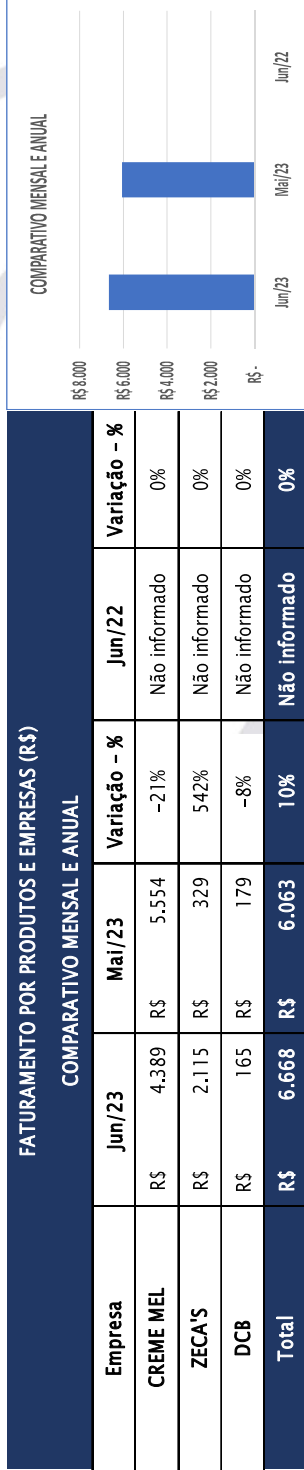 FATURAMENTO POR PRODUTOS E EMPRESAS (R$)
COMPARATIVO MENSAL E ANUAL
Empresa Jun/23 Mai/23 Variação - % Jun/22 Variação - %
CREME MEL R$ 4.389 R$ 5.554 -21% Não informado 0%
ZECA'S R$ 2.115 R$ 329 542% Não informado 0%
DCB R$ 165 R$ 179 -8% Não informado 0%
Total R$ 6.668 R$ 6.063 10% Não informado 0%
COMPARATIVO MENSAL E ANUAL
R$ 8.000
R$ 6.000
R$ 4.000
R$ 2.000
R$ -
Jun/23 Mai/23 Jun/22